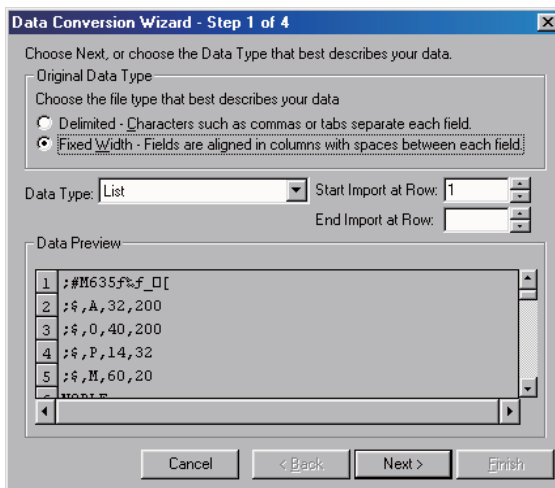 Data Conversion Wizard - Step 1 of 4
Choose Next, or choose the Data Type that best describes your data.
Original Data Type
Choose the file type that best describes your data
Delimited - Characters such as commas or tabs separate each field.
Fixed Width - Fields are aligned in columns with spaces between each field.
Data Type: List Start Import at Row: 1
End Import at Row:
Data Preview
1 ;#M635ƒ‰ƒ_□[
2 ;$,A,32,200
3 ;$,0,40,200
4 ;$,P,14,32
5 ;$,M,60,20
Cancel < Back Next > Finish